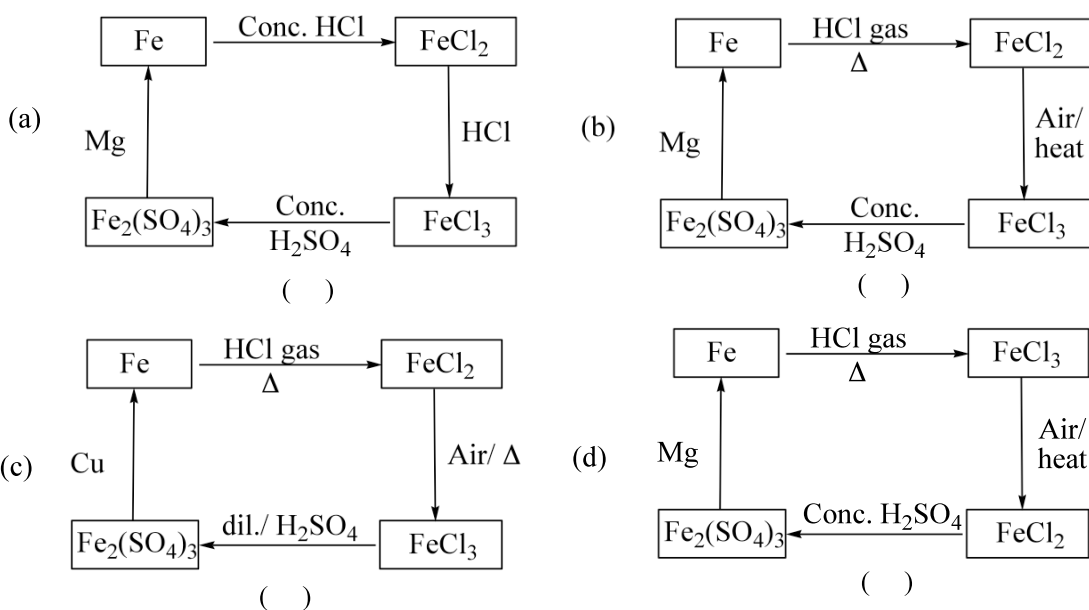 (a)
Fe
Conc. HCl
FeCl2
Mg
HCl
Fe2(SO4)3
Conc.
H2SO4
FeCl3
( )
(b)
Fe
HCl gas
Δ
FeCl2
Mg
Air/
heat
Fe2(SO4)3
Conc.
H2SO4
FeCl3
( )
(c)
Fe
HCl gas
Δ
FeCl2
Cu
Air/ Δ
Fe2(SO4)3
dil./ H2SO4
FeCl3
( )
(d)
Fe
HCl gas
Δ
FeCl3
Mg
Air/
heat
Fe2(SO4)3
Conc. H2SO4
FeCl2
( )